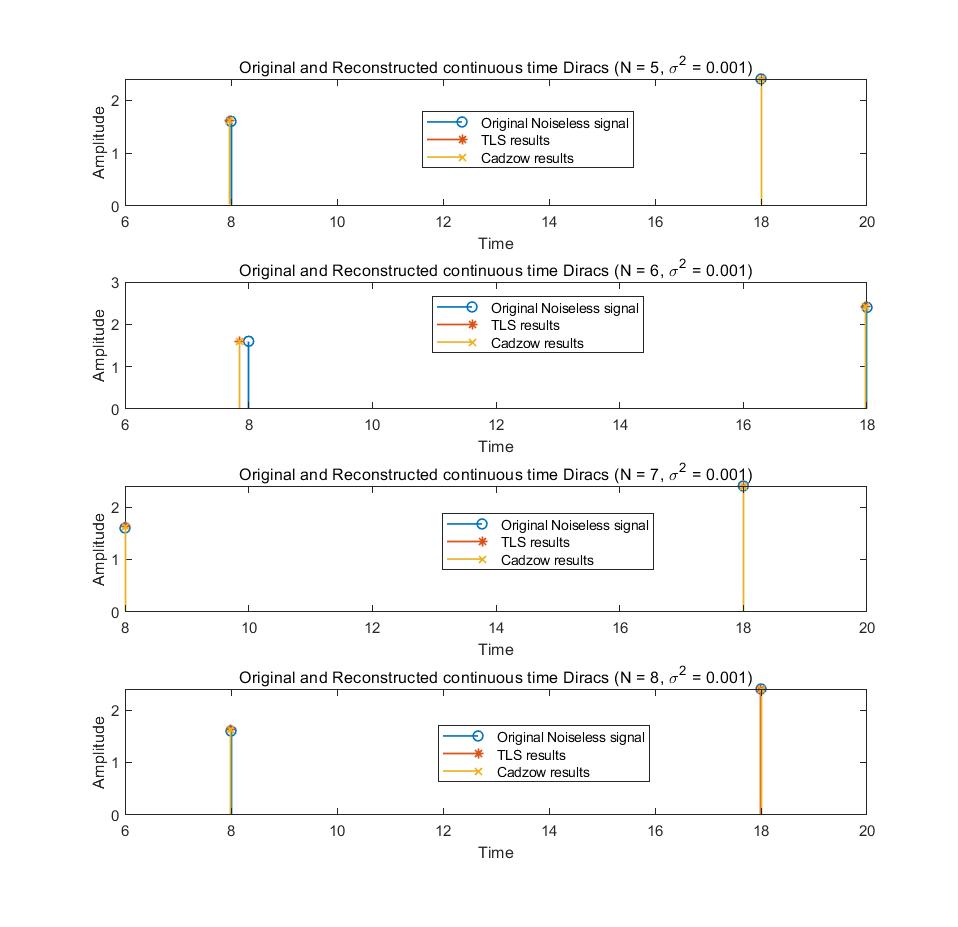 Original and Reconstructed continuous time Diracs (N = 5, σ² = 0.001)
Amplitude
2
1
0
Original Noiseless signal
TLS results
Cadzow results
6 8 10 12 14 16 18 20
Time
Original and Reconstructed continuous time Diracs (N = 6, σ² = 0.001)
Amplitude
3
2
1
0
Original Noiseless signal
TLS results
Cadzow results
6 8 10 12 14 16 18
Time
Original and Reconstructed continuous time Diracs (N = 7, σ² = 0.001)
Amplitude
2
1
0
Original Noiseless signal
TLS results
Cadzow results
8 10 12 14 16 18 20
Time
Original and Reconstructed continuous time Diracs (N = 8, σ² = 0.001)
Amplitude
2
1
0
Original Noiseless signal
TLS results
Cadzow results
6 8 10 12 14 16 18 20
Time